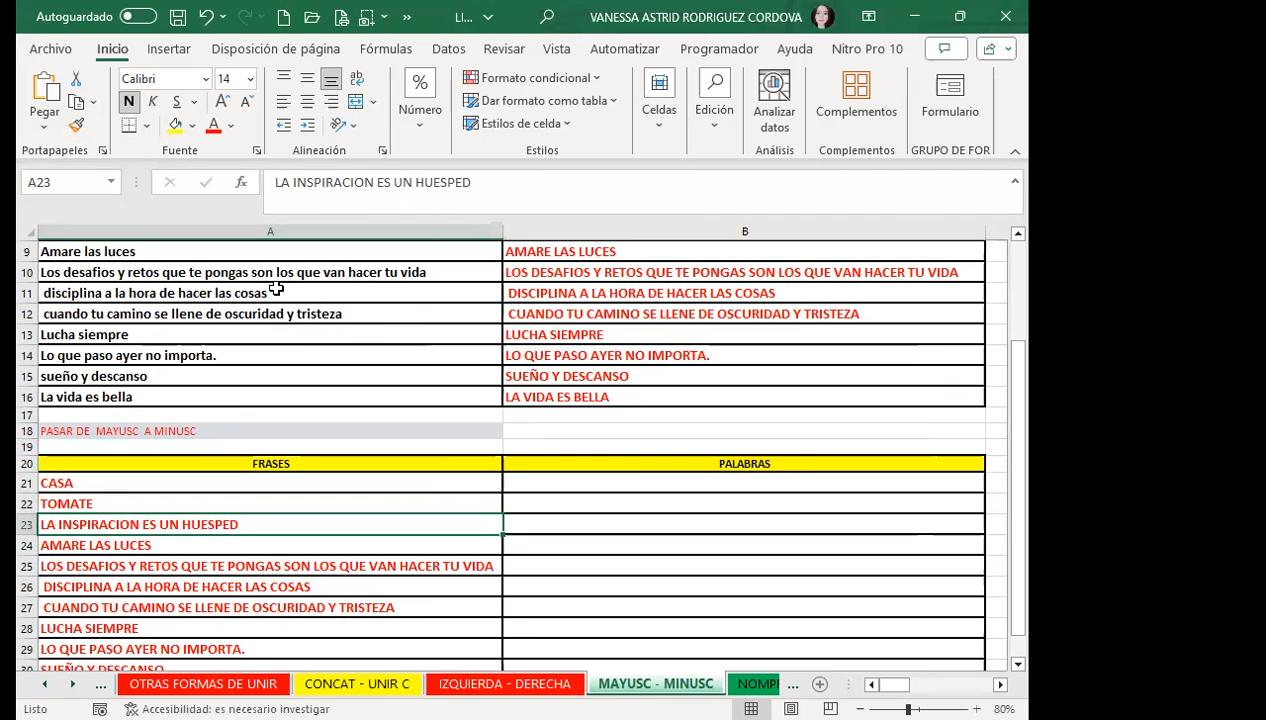 Autoguardado
LI...
VANESSA ASTRID RODRIGUEZ CORDOVA
Archivo Inicio Insertar Disposición de página Fórmulas Datos Revisar Vista Automatizar Programador Ayuda Nitro Pro 10
Pegar
Portapapeles
Calibri 14
N K S
Fuente
Alineación
%
Número
Formato condicional
Dar formato como tabla
Estilos de celda
Estilos
Celdas
Edición
Analizar datos
Análisis
Complementos
Complementos
Formulario
GRUPO DE FOR
A23
fx
LA INSPIRACION ES UN HUESPED
A B
9 Amare las luces AMARE LAS LUCES
10 Los desafios y retos que te pongas son los que van hacer tu vida LOS DESAFIOS Y RETOS QUE TE PONGAS SON LOS QUE VAN HACER TU VIDA
11 disciplina a la hora de hacer las cosas DISCIPLINA A LA HORA DE HACER LAS COSAS
12 cuando tu camino se llene de oscuridad y tristeza CUANDO TU CAMINO SE LLENE DE OSCURIDAD Y TRISTEZA
13 Lucha siempre LUCHA SIEMPRE
14 Lo que paso ayer no importa. LO QUE PASO AYER NO IMPORTA.
15 sueño y descanso SUEÑO Y DESCANSO
16 La vida es bella LA VIDA ES BELLA
17
18 PASAR DE MAYUSC A MINUSC
19
20 FRASES PALABRAS
21 CASA
22 TOMATE
23 LA INSPIRACION ES UN HUESPED
24 AMARE LAS LUCES
25 LOS DESAFIOS Y RETOS QUE TE PONGAS SON LOS QUE VAN HACER TU VIDA
26 DISCIPLINA A LA HORA DE HACER LAS COSAS
27 CUANDO TU CAMINO SE LLENE DE OSCURIDAD Y TRISTEZA
28 LUCHA SIEMPRE
29 LO QUE PASO AYER NO IMPORTA.
30 SUEÑO Y DESCANSO
... OTRAS FORMAS DE UNIR CONCAT - UNIR C IZQUIERDA - DERECHA MAYUSC - MINUSC NOMPR ...
Listo Accesibilidad: es necesario investigar 80%